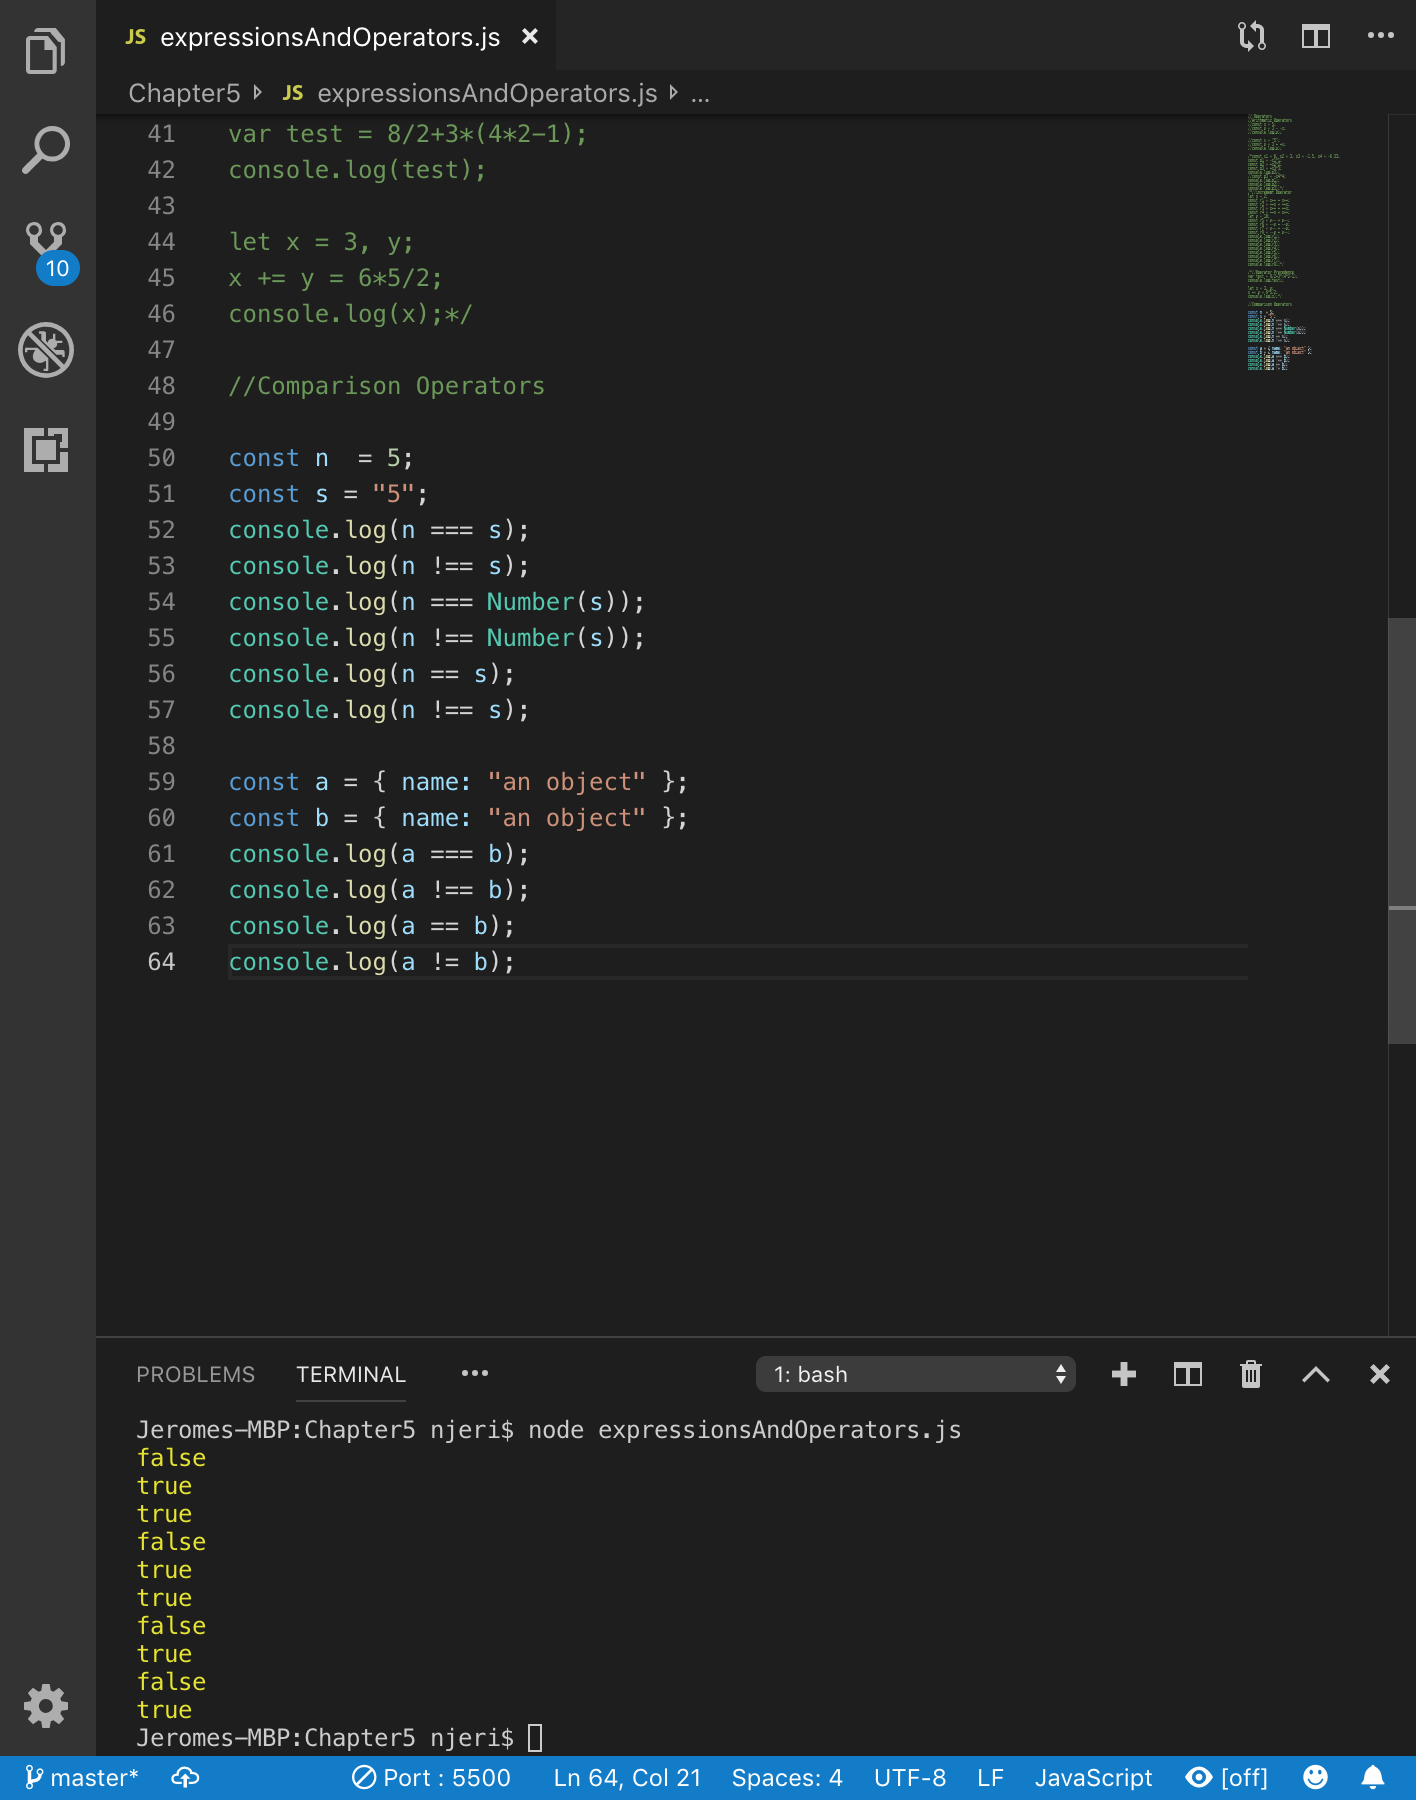 JS expressionsAndOperators.js
Chapter5 JS expressionsAndOperators.js ...
41 var test = 8/2+3*(4*2-1);
42 console.log(test);
43
44 let x = 3, y;
45 x += y = 6*5/2;
46 console.log(x);*/
47
48 //Comparison Operators
49
50 const n  = 5;
51 const s = "5";
52 console.log(n === s);
53 console.log(n !== s);
54 console.log(n === Number(s));
55 console.log(n !== Number(s));
56 console.log(n == s);
57 console.log(n !== s);
58
59 const a = { name: "an object" };
60 const b = { name: "an object" };
61 console.log(a === b);
62 console.log(a !== b);
63 console.log(a == b);
64 console.log(a != b);
10
PROBLEMS TERMINAL 1: bash
Jeromes-MBP:Chapter5 njeri$ node expressionsAndOperators.js
false
true
true
false
true
true
false
true
false
true
Jeromes-MBP:Chapter5 njeri$
master* Port : 5500 Ln 64, Col 21 Spaces: 4 UTF-8 LF JavaScript [off]